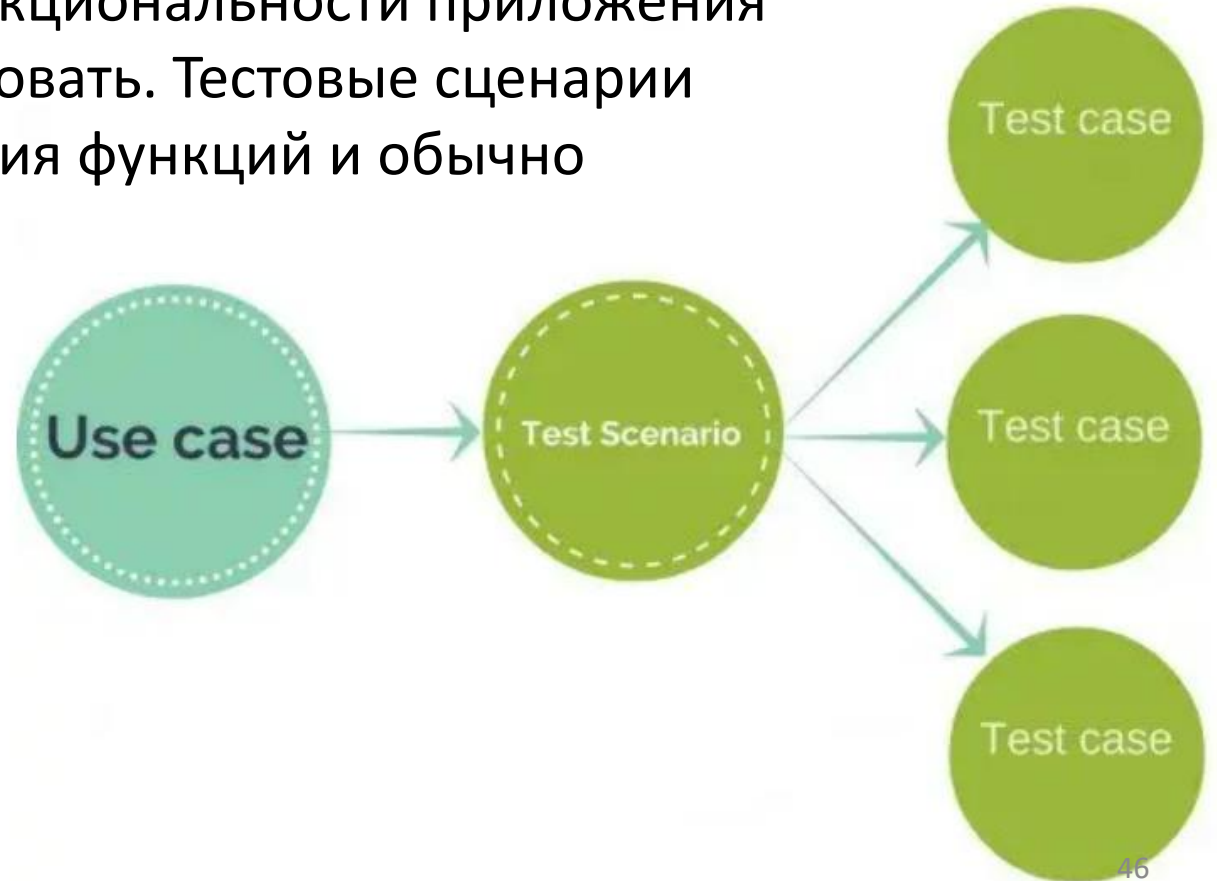 кциональности приложения
овать. Тестовые сценарии
ия функций и обычно
Test case
Use case
Test Scenario
Test case
Test case
46